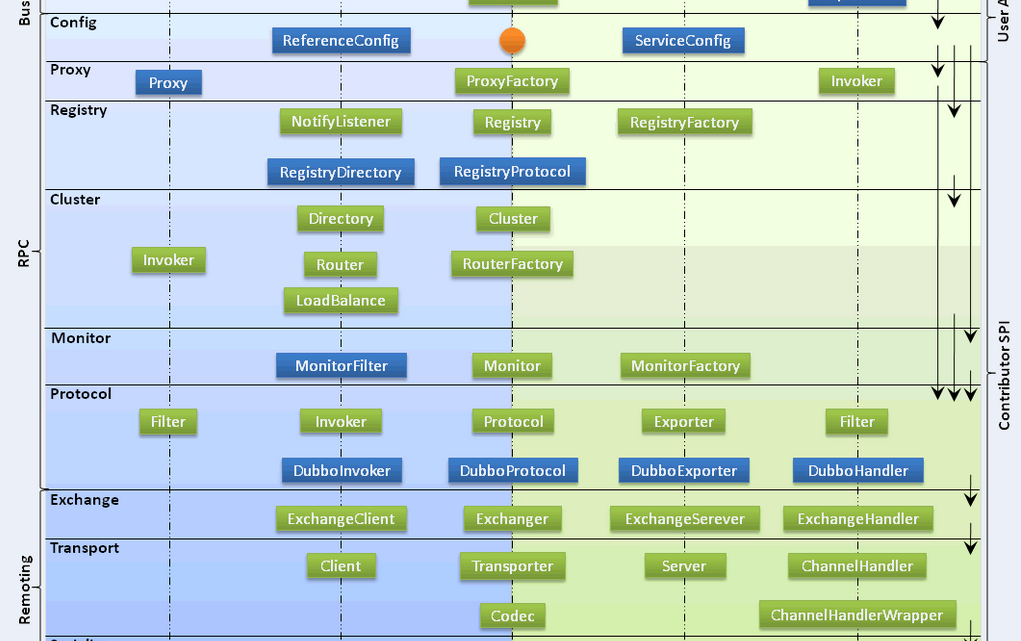 Bus
User A
Config
ReferenceConfig
ServiceConfig
Proxy
Proxy
ProxyFactory
Invoker
Registry
NotifyListener
Registry
RegistryFactory
RegistryDirectory
RegistryProtocol
Cluster
Directory
Cluster
RPC
Invoker
Router
RouterFactory
LoadBalance
Monitor
MonitorFilter
Monitor
MonitorFactory
Contributor SPI
Protocol
Filter
Invoker
Protocol
Exporter
Filter
DubboInvoker
DubboProtocol
DubboExporter
DubboHandler
Exchange
ExchangeClient
Exchanger
ExchangeSerever
ExchangeHandler
Transport
Client
Transporter
Server
ChannelHandler
Remoting
Codec
ChannelHandlerWrapper